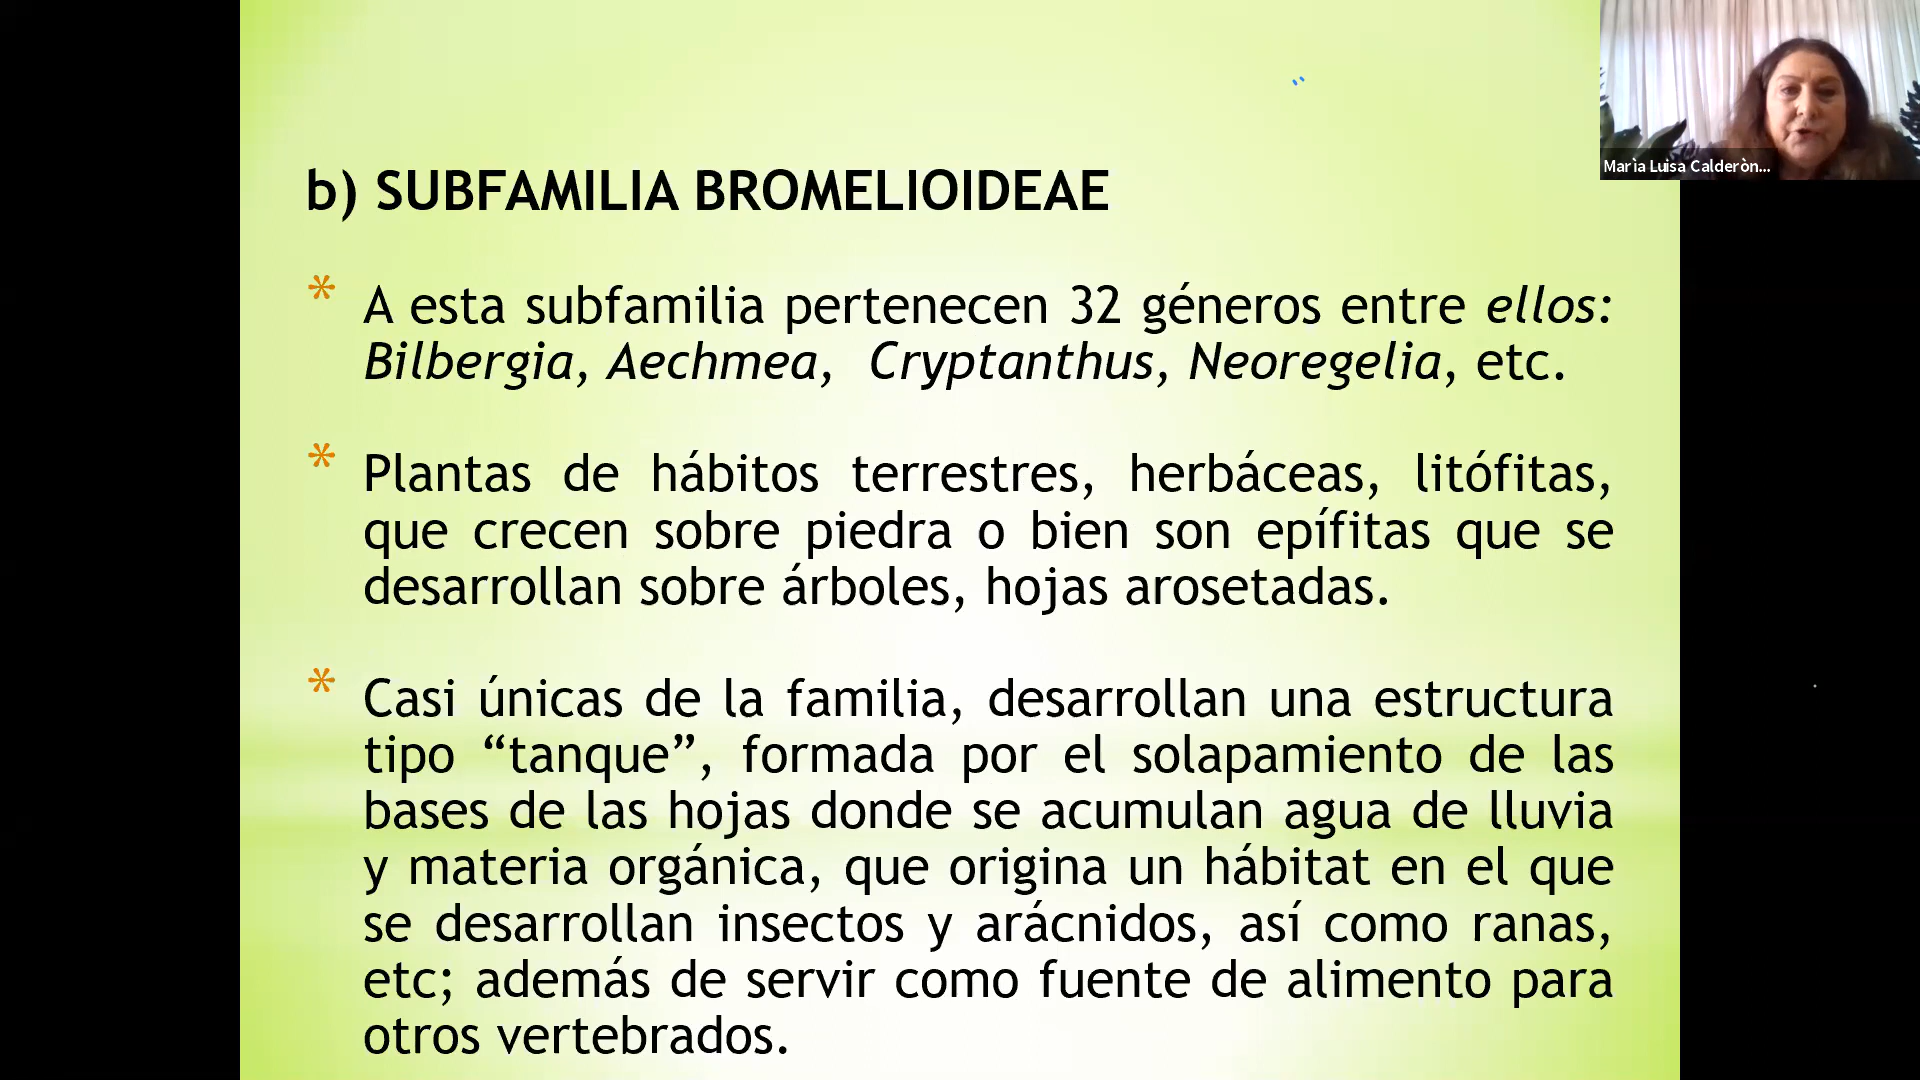 b) SUBFAMILIA BROMELIOIDEAE
* A esta subfamilia pertenecen 32 géneros entre ellos:
Bilbergia, Aechmea, Cryptanthus, Neoregelia, etc.
* Plantas de hábitos terrestres, herbáceas, litófitas,
que crecen sobre piedra o bien son epífitas que se
desarrollan sobre árboles, hojas arosetadas.
* Casi únicas de la familia, desarrollan una estructura
tipo “tanque”, formada por el solapamiento de las
bases de las hojas donde se acumulan agua de lluvia
y materia orgánica, que origina un hábitat en el que
se desarrollan insectos y arácnidos, así como ranas,
etc; además de servir como fuente de alimento para
otros vertebrados.
Marìa Luisa Calderòn...